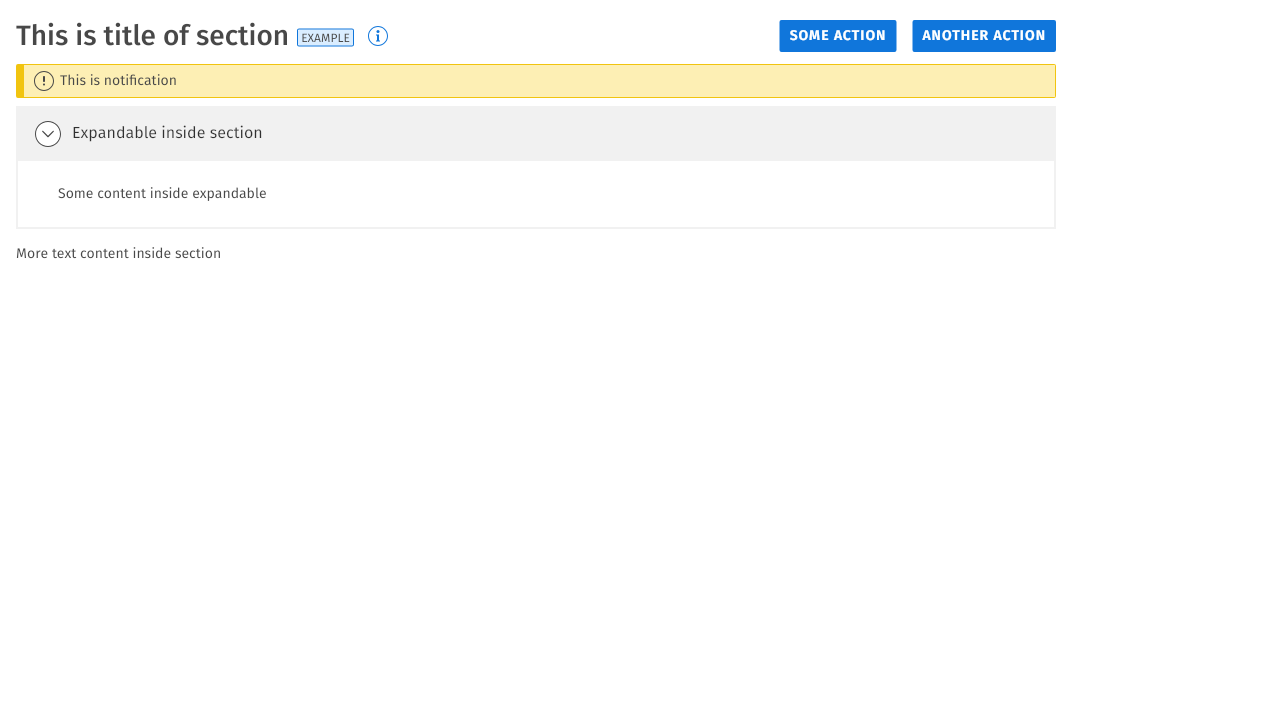 This is title of section EXAMPLE
SOME ACTION
ANOTHER ACTION
This is notification
Expandable inside section
Some content inside expandable
More text content inside section